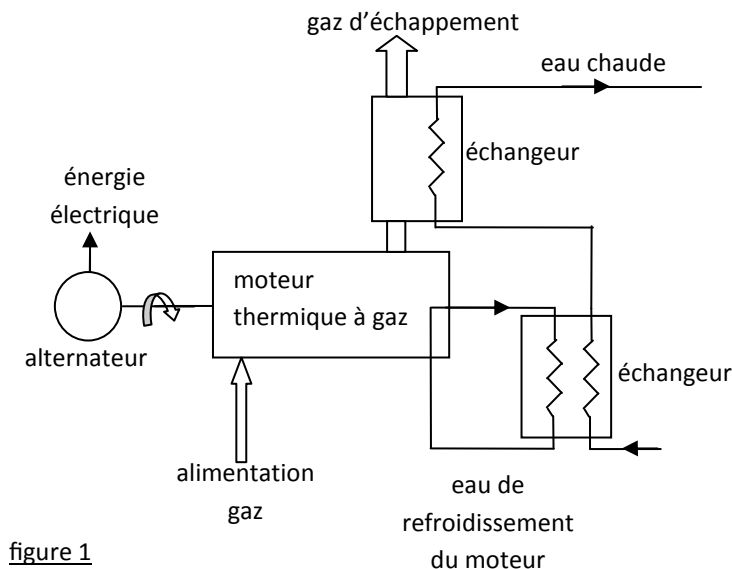 gaz d'échappement
eau chaude
échangeur
énergie
électrique
moteur
thermique à gaz
alternateur
échangeur
alimentation
gaz
eau de
refroidissement
du moteur
figure 1